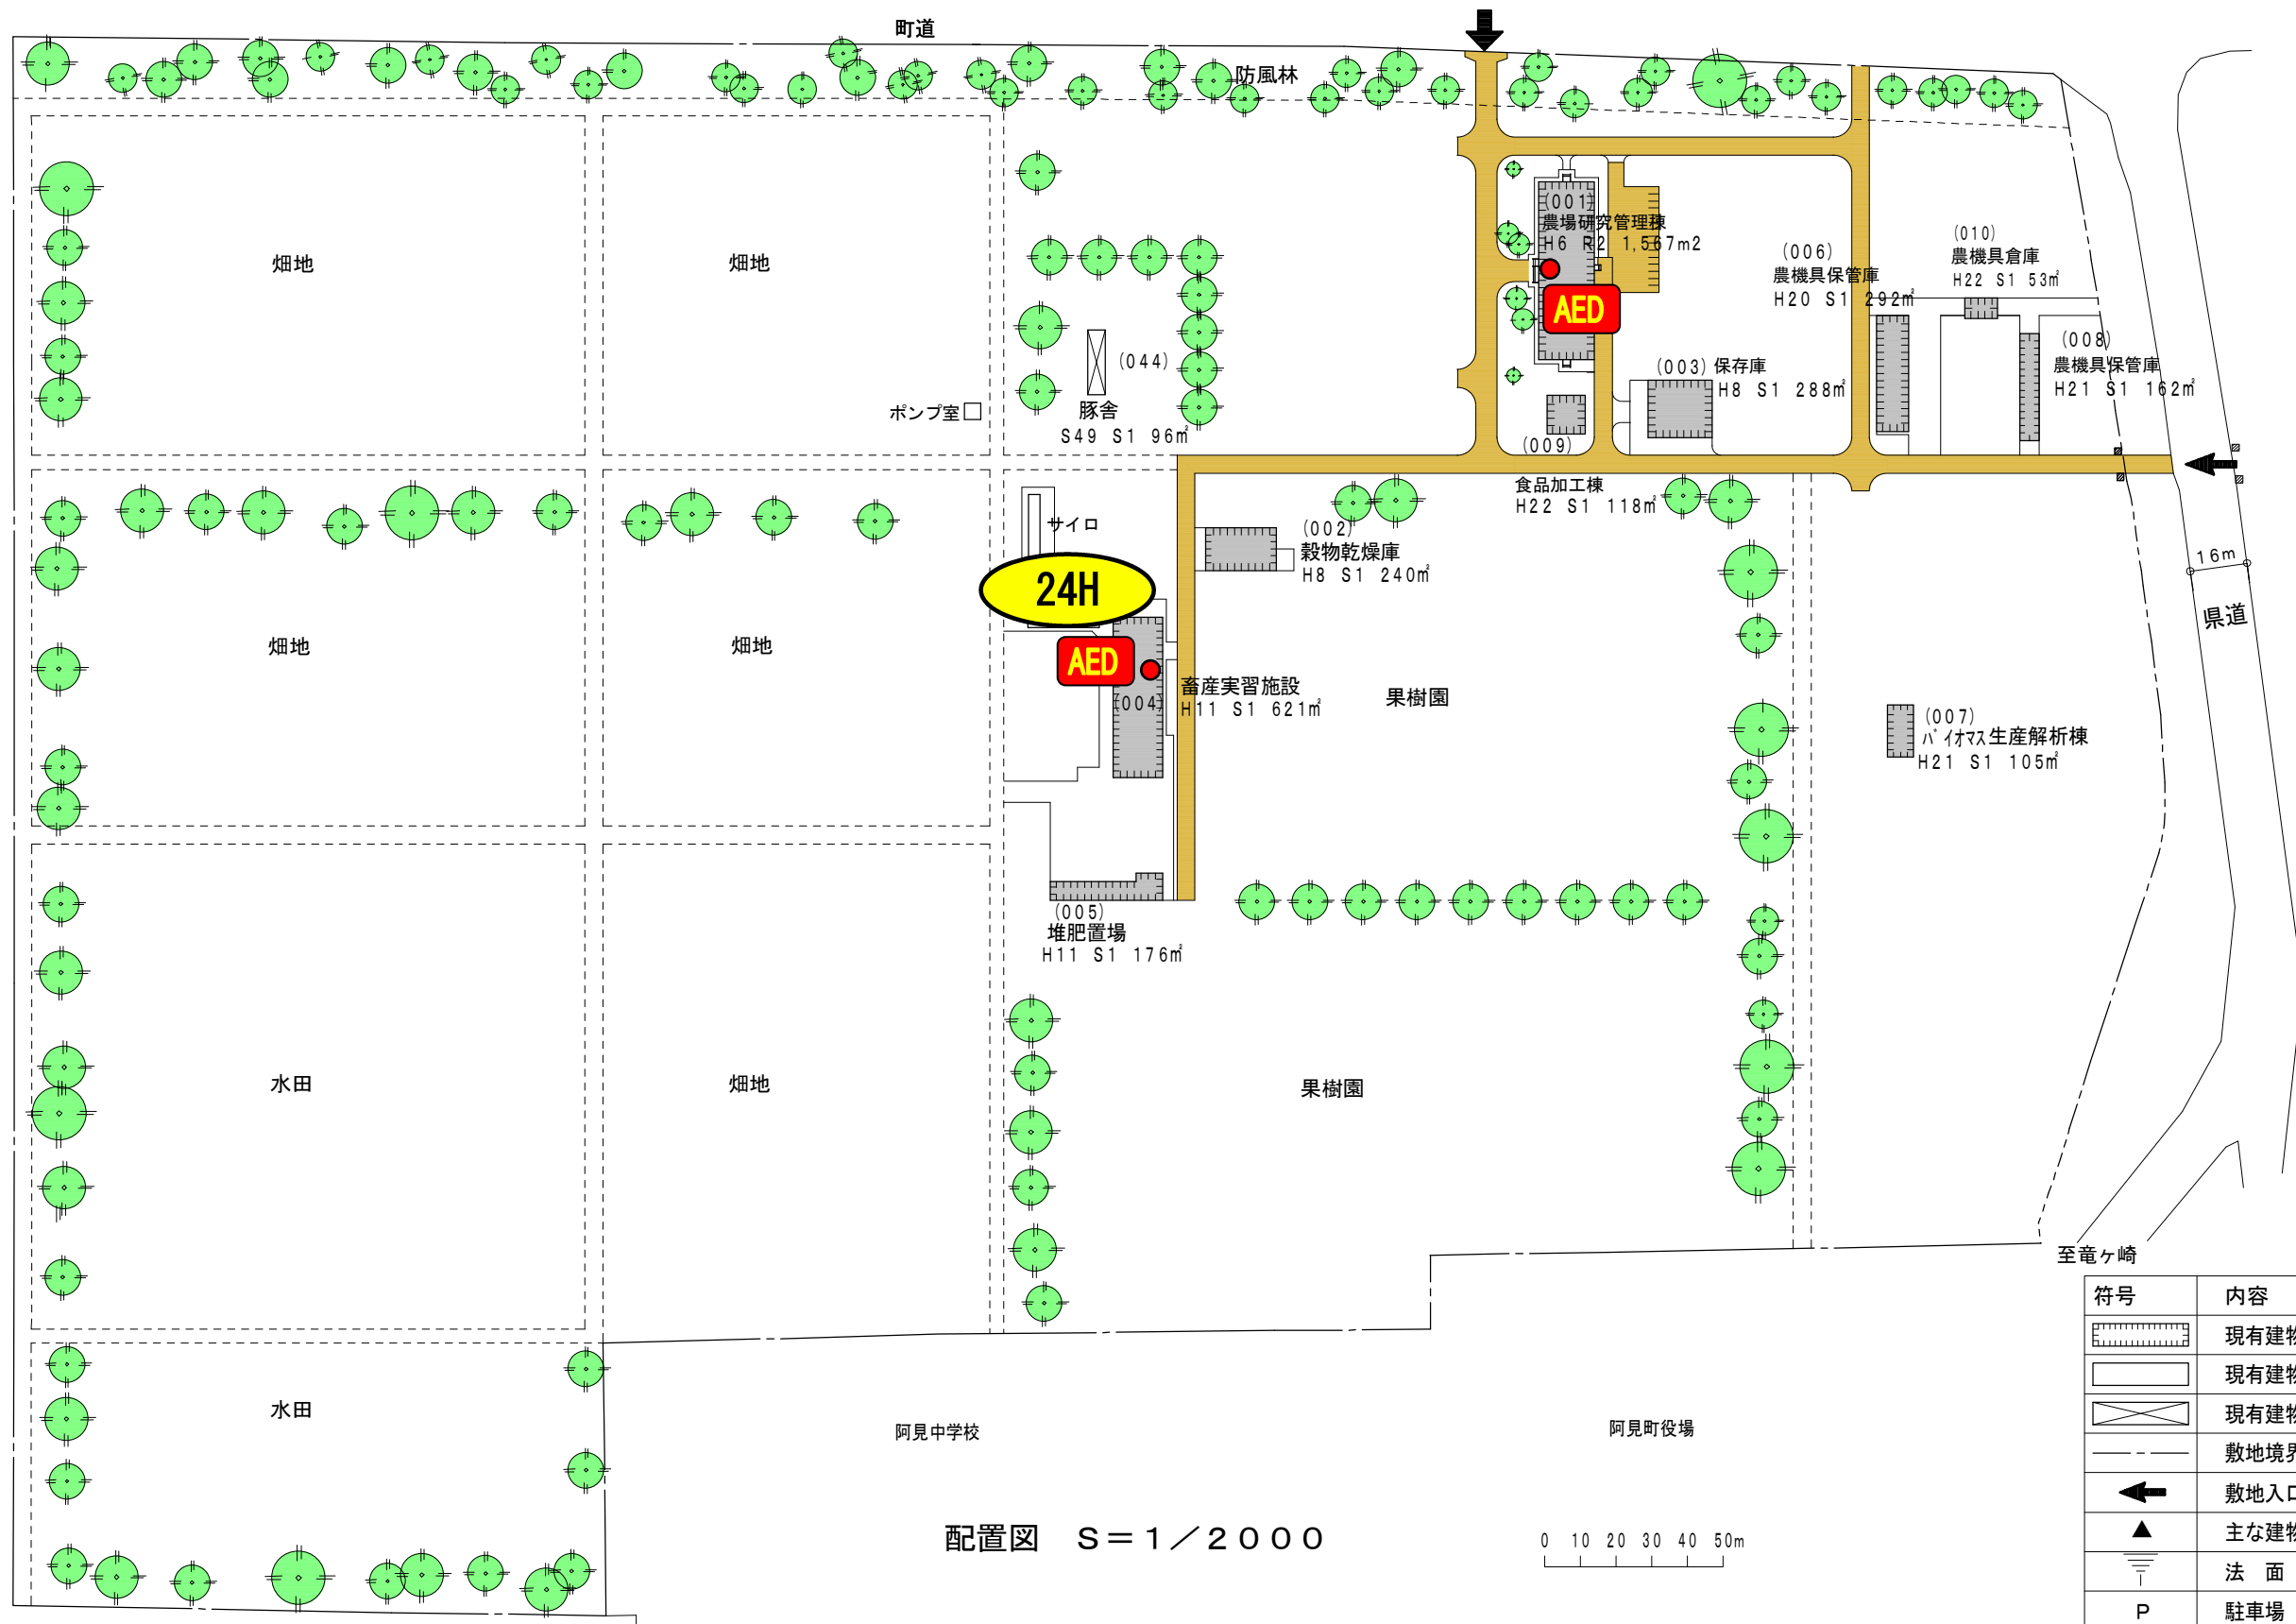 町道
防風林
(001)
農場研究管理棟
H6 R2 1,567m2
AED
畑地
畑地
(006)
農機具保管庫
H20 S1 292㎡
(010)
農機具倉庫
H22 S1 53㎡
(008)
農機具保管庫
H21 S1 162㎡
(003) 保存庫
H8 S1 288㎡
(044)
豚舎
S49 S1 96㎡
ポンプ室
(009)
食品加工棟
H22 S1 118㎡
サイロ
(002)
穀物乾燥庫
H8 S1 240㎡
24H
16m
県道
畑地
畑地
AED
(004)
畜産実習施設
H11 S1 621㎡
果樹園
(007)
バイオマス生産解析棟
H21 S1 105㎡
(005)
堆肥置場
H11 S1 176㎡
水田
畑地
果樹園
至竜ヶ崎
水田
阿見中学校
阿見町役場
配置図 S=1/2000
0 10 20 30 40 50m
符号 内容
現有建物
現有建物
現有建物
敷地境界
敷地入口
主な建物
法 面
P 駐車場